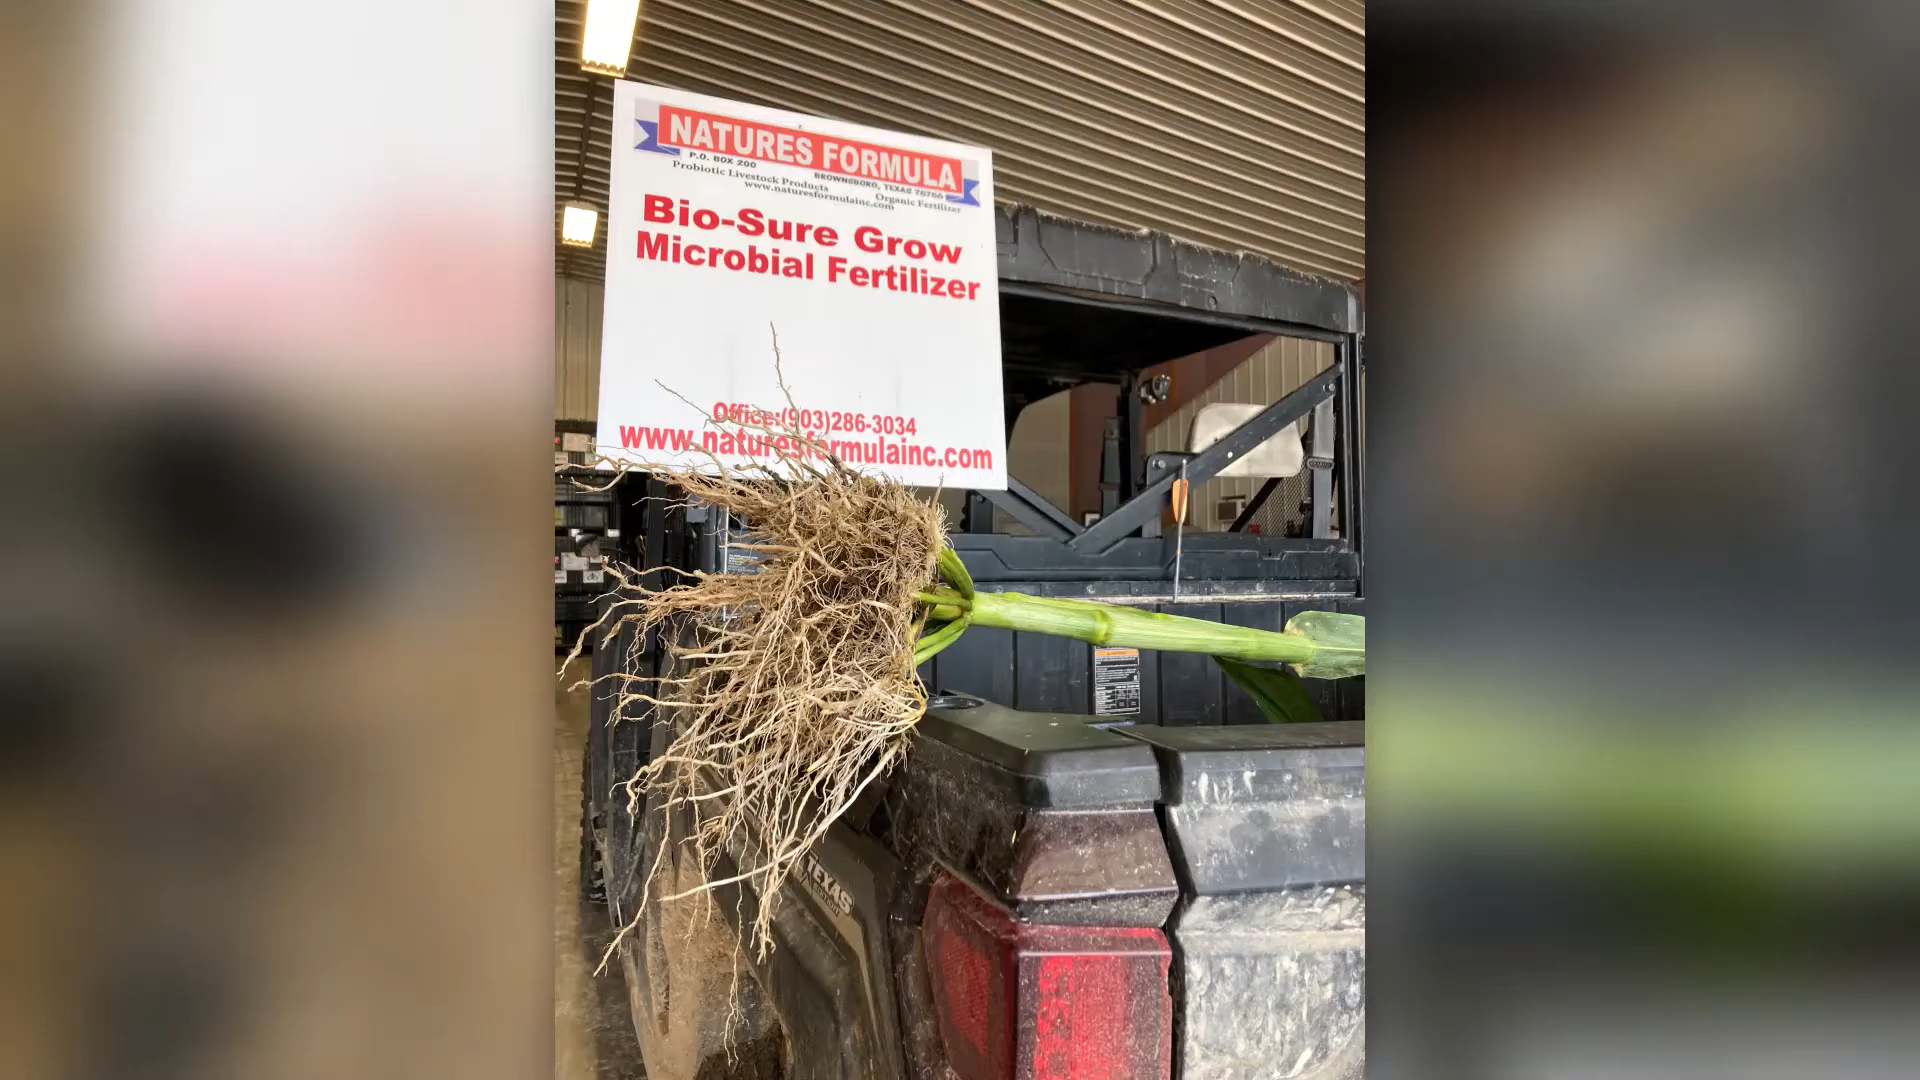 NATURES FORMULA
P.O. BOX 200
BROWNSBORO, TEXAS 75756
Probiotic Livestock Products
Organic Fertilizer
www.naturesformulainc.com
Bio-Sure Grow
Microbial Fertilizer
Office:(903)286-3034
www.naturesformulainc.com
TEXAS